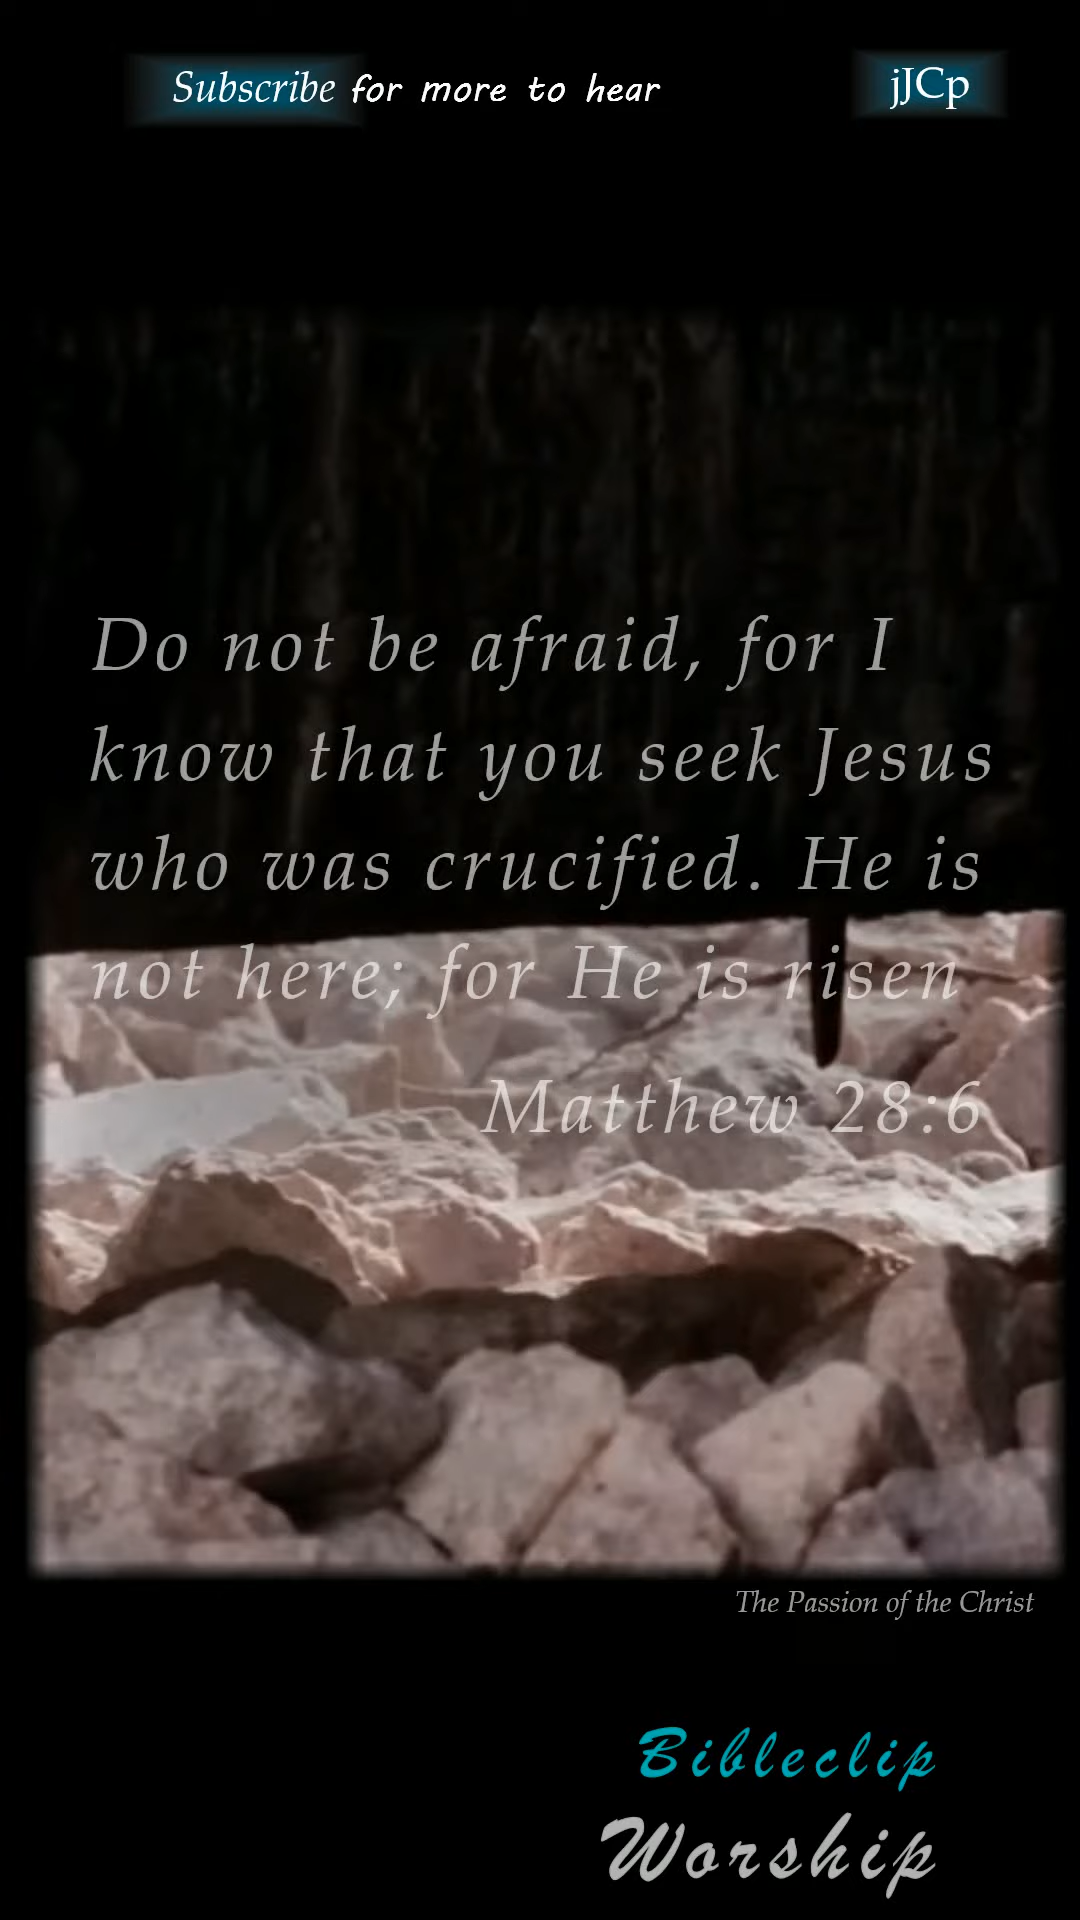 Subscribe for more to hear
jJCp
Do not be afraid, for I
know that you seek Jesus
who was crucified. He is
not here; for He is risen
Matthew 28:6
The Passion of the Christ
Bibleclip
Worship